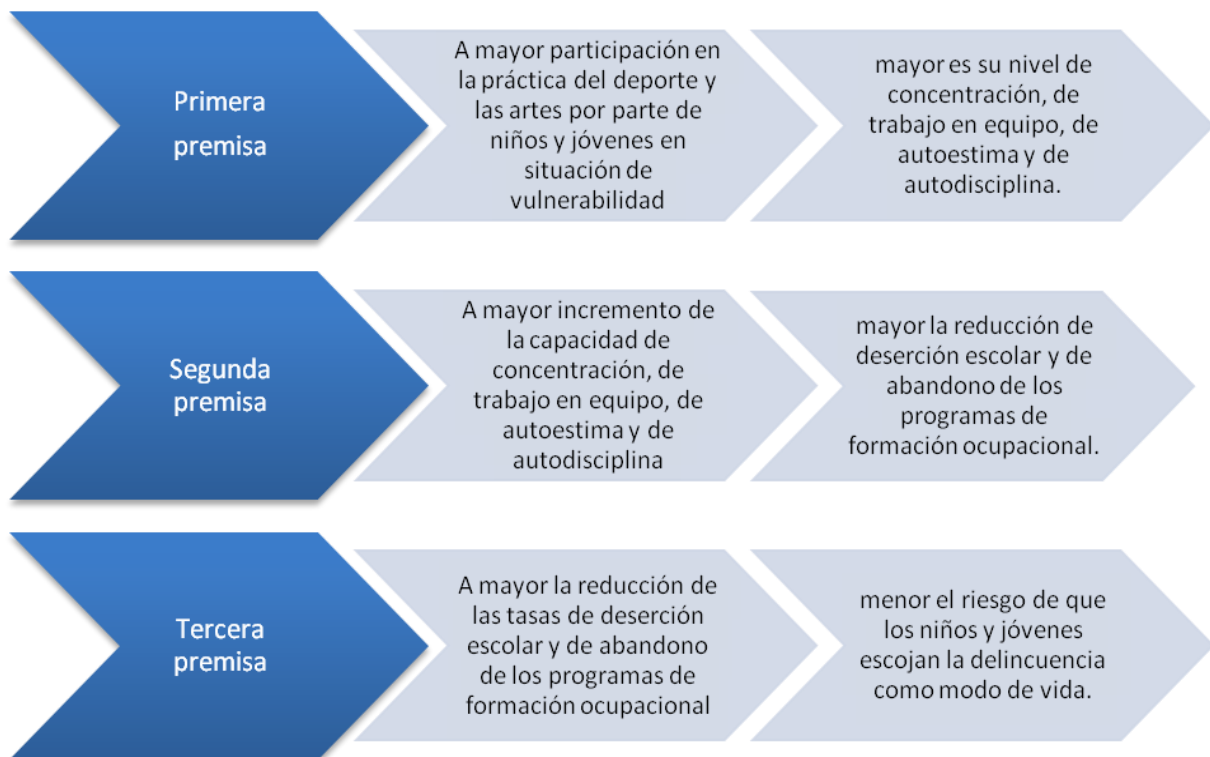 Primera
premisa
A mayor participación en
la práctica del deporte y
las artes por parte de
niños y jóvenes en
situación de
vulnerabilidad
mayor es su nivel de
concentración, de
trabajo en equipo, de
autoestima y de
autodisciplina.
Segunda
premisa
A mayor incremento de
la capacidad de
concentración, de
trabajo en equipo, de
autoestima y de
autodisciplina
mayor la reducción de
deserción escolar y de
abandono de los
programas de
formación ocupacional.
Tercera
premisa
A mayor la reducción de
las tasas de deserción
escolar y de abandono
de los programas de
formación ocupacional
menor el riesgo de que
los niños y jóvenes
escojan la delincuencia
como modo de vida.